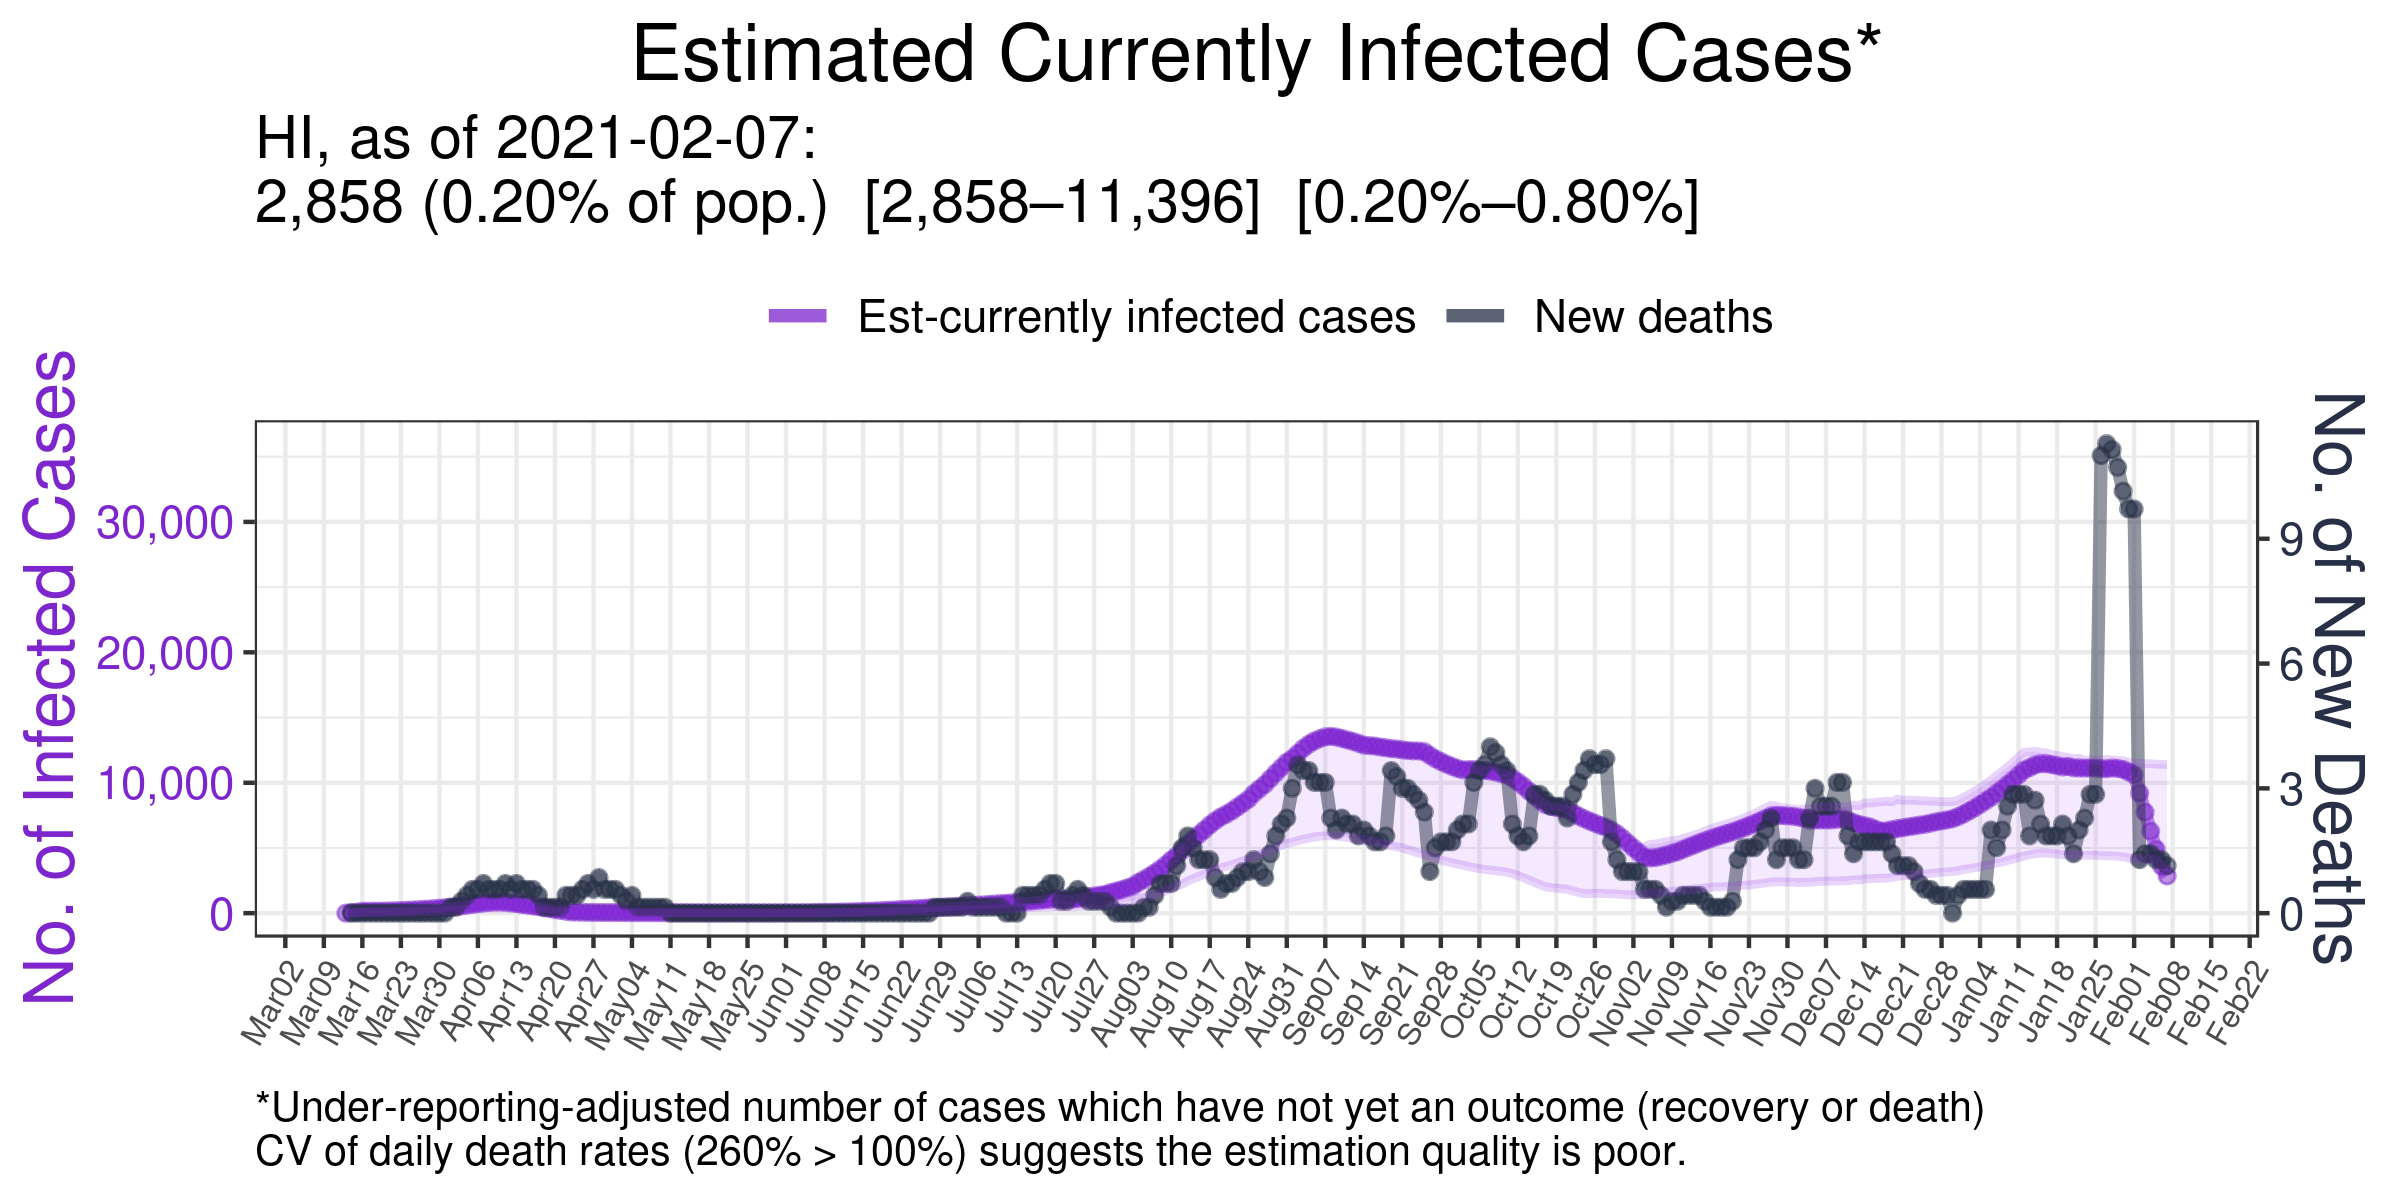 Estimated Currently Infected Cases*
HI, as of 2021-02-07:
2,858 (0.20% of pop.) [2,858–11,396] [0.20%–0.80%]
Est-currently infected cases
New deaths
No. of Infected Cases
30,000
20,000
10,000
0
9
6
3
0
No. of New Deaths
Mar02
Mar09
Mar16
Mar23
Mar30
Apr06
Apr13
Apr20
Apr27
May04
May11
May18
May25
Jun01
Jun08
Jun15
Jun22
Jun29
Jul06
Jul13
Jul20
Jul27
Aug03
Aug10
Aug17
Aug24
Aug31
Sep07
Sep14
Sep21
Sep28
Oct05
Oct12
Oct19
Oct26
Nov02
Nov09
Nov16
Nov23
Nov30
Dec07
Dec14
Dec21
Dec28
Jan04
Jan11
Jan18
Jan25
Feb01
Feb08
Feb15
Feb22
*Under-reporting-adjusted number of cases which have not yet an outcome (recovery or death)
CV of daily death rates (260% > 100%) suggests the estimation quality is poor.